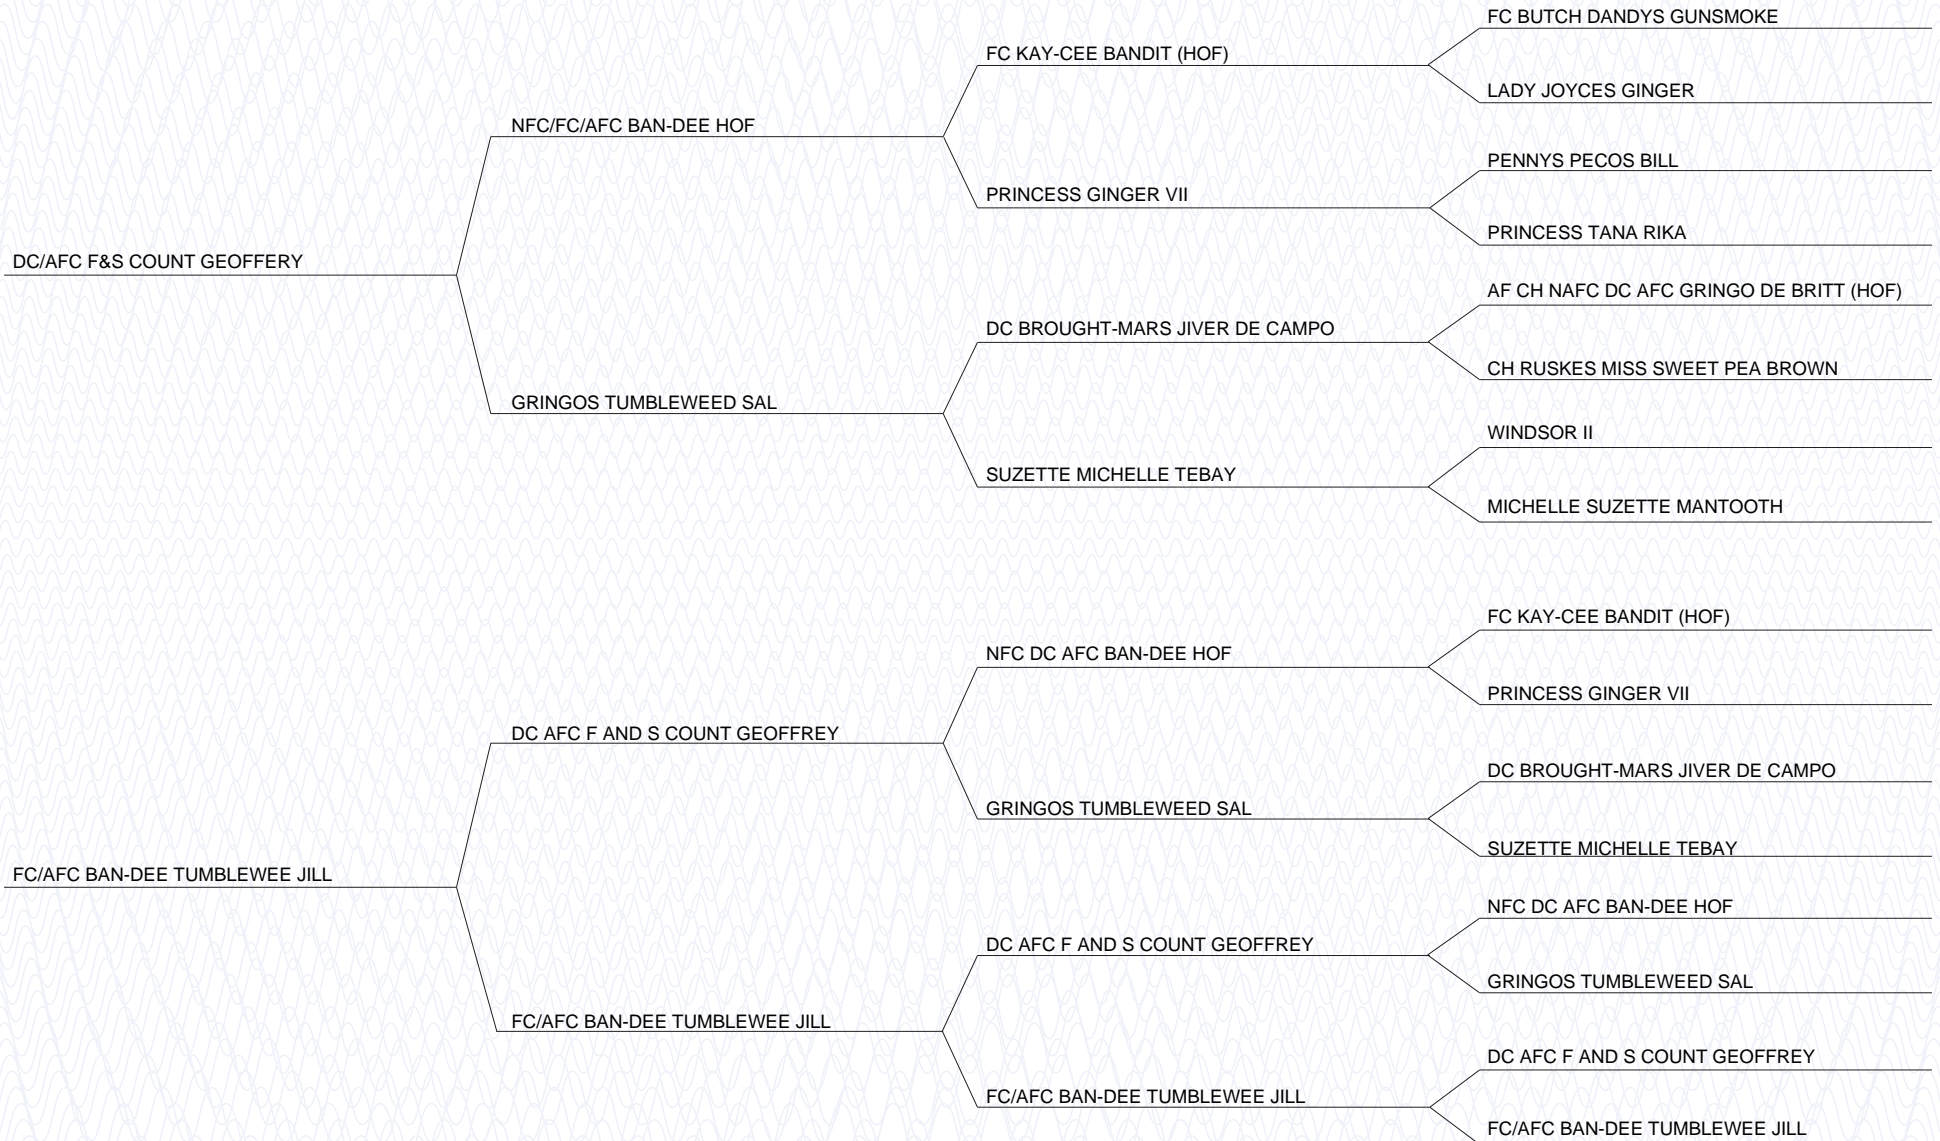 FC BUTCH DANDYS GUNSMOKE
FC KAY-CEE BANDIT (HOF)
LADY JOYCES GINGER
NFC/FC/AFC BAN-DEE HOF
PENNYS PECOS BILL
PRINCESS GINGER VII
PRINCESS TANA RIKA
DC/AFC F&S COUNT GEOFFERY
AF CH NAFC DC AFC GRINGO DE BRITT (HOF)
DC BROUGHT-MARS JIVER DE CAMPO
CH RUSKES MISS SWEET PEA BROWN
GRINGOS TUMBLEWEED SAL
WINDSOR II
SUZETTE MICHELLE TEBAY
MICHELLE SUZETTE MANTOOTH
FC KAY-CEE BANDIT (HOF)
NFC DC AFC BAN-DEE HOF
PRINCESS GINGER VII
DC AFC F AND S COUNT GEOFFREY
DC BROUGHT-MARS JIVER DE CAMPO
GRINGOS TUMBLEWEED SAL
SUZETTE MICHELLE TEBAY
FC/AFC BAN-DEE TUMBLEWEE JILL
NFC DC AFC BAN-DEE HOF
DC AFC F AND S COUNT GEOFFREY
GRINGOS TUMBLEWEED SAL
FC/AFC BAN-DEE TUMBLEWEE JILL
DC AFC F AND S COUNT GEOFFREY
FC/AFC BAN-DEE TUMBLEWEE JILL
FC/AFC BAN-DEE TUMBLEWEE JILL